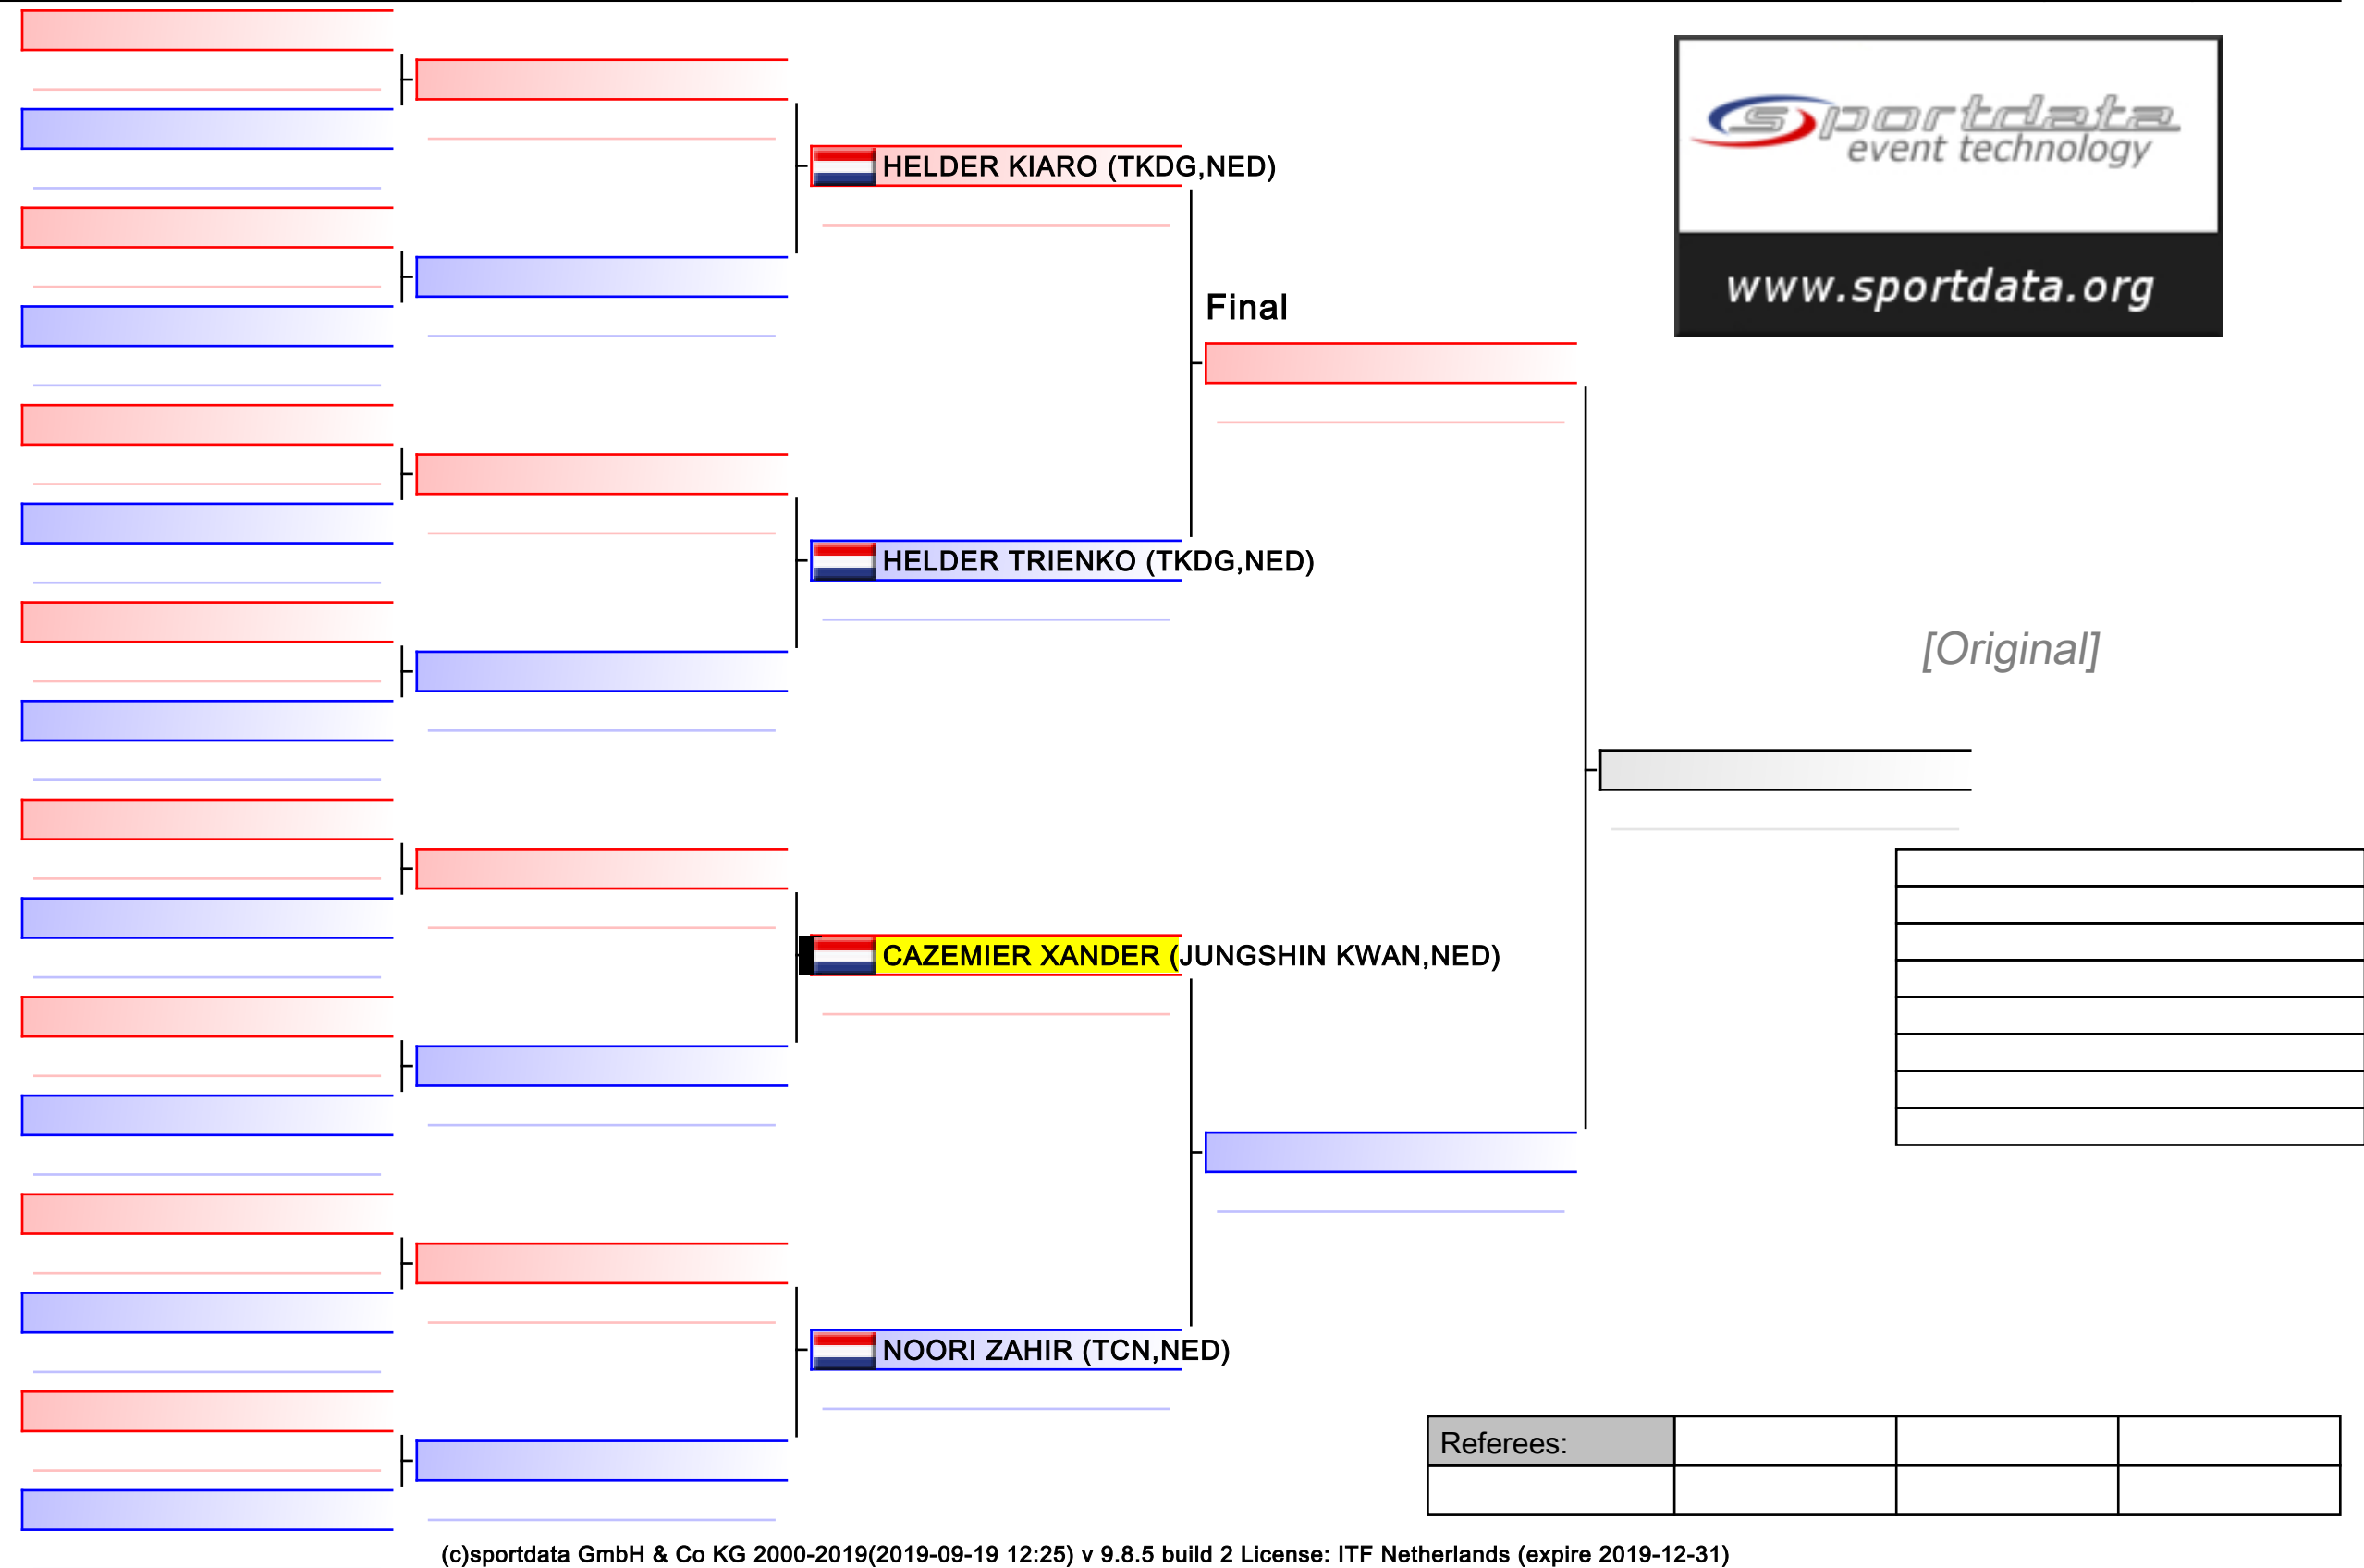 sportdata
event technology
www.sportdata.org
HELDER KIARO (TKDG,NED)
Final
HELDER TRIENKO (TKDG,NED)
[Original]
CAZEMIER XANDER (JUNGSHIN KWAN,NED)
NOORI ZAHIR (TCN,NED)
Referees:
(c)sportdata GmbH & Co KG 2000-2019(2019-09-19 12:25) v 9.8.5 build 2 License: ITF Netherlands (expire 2019-12-31)